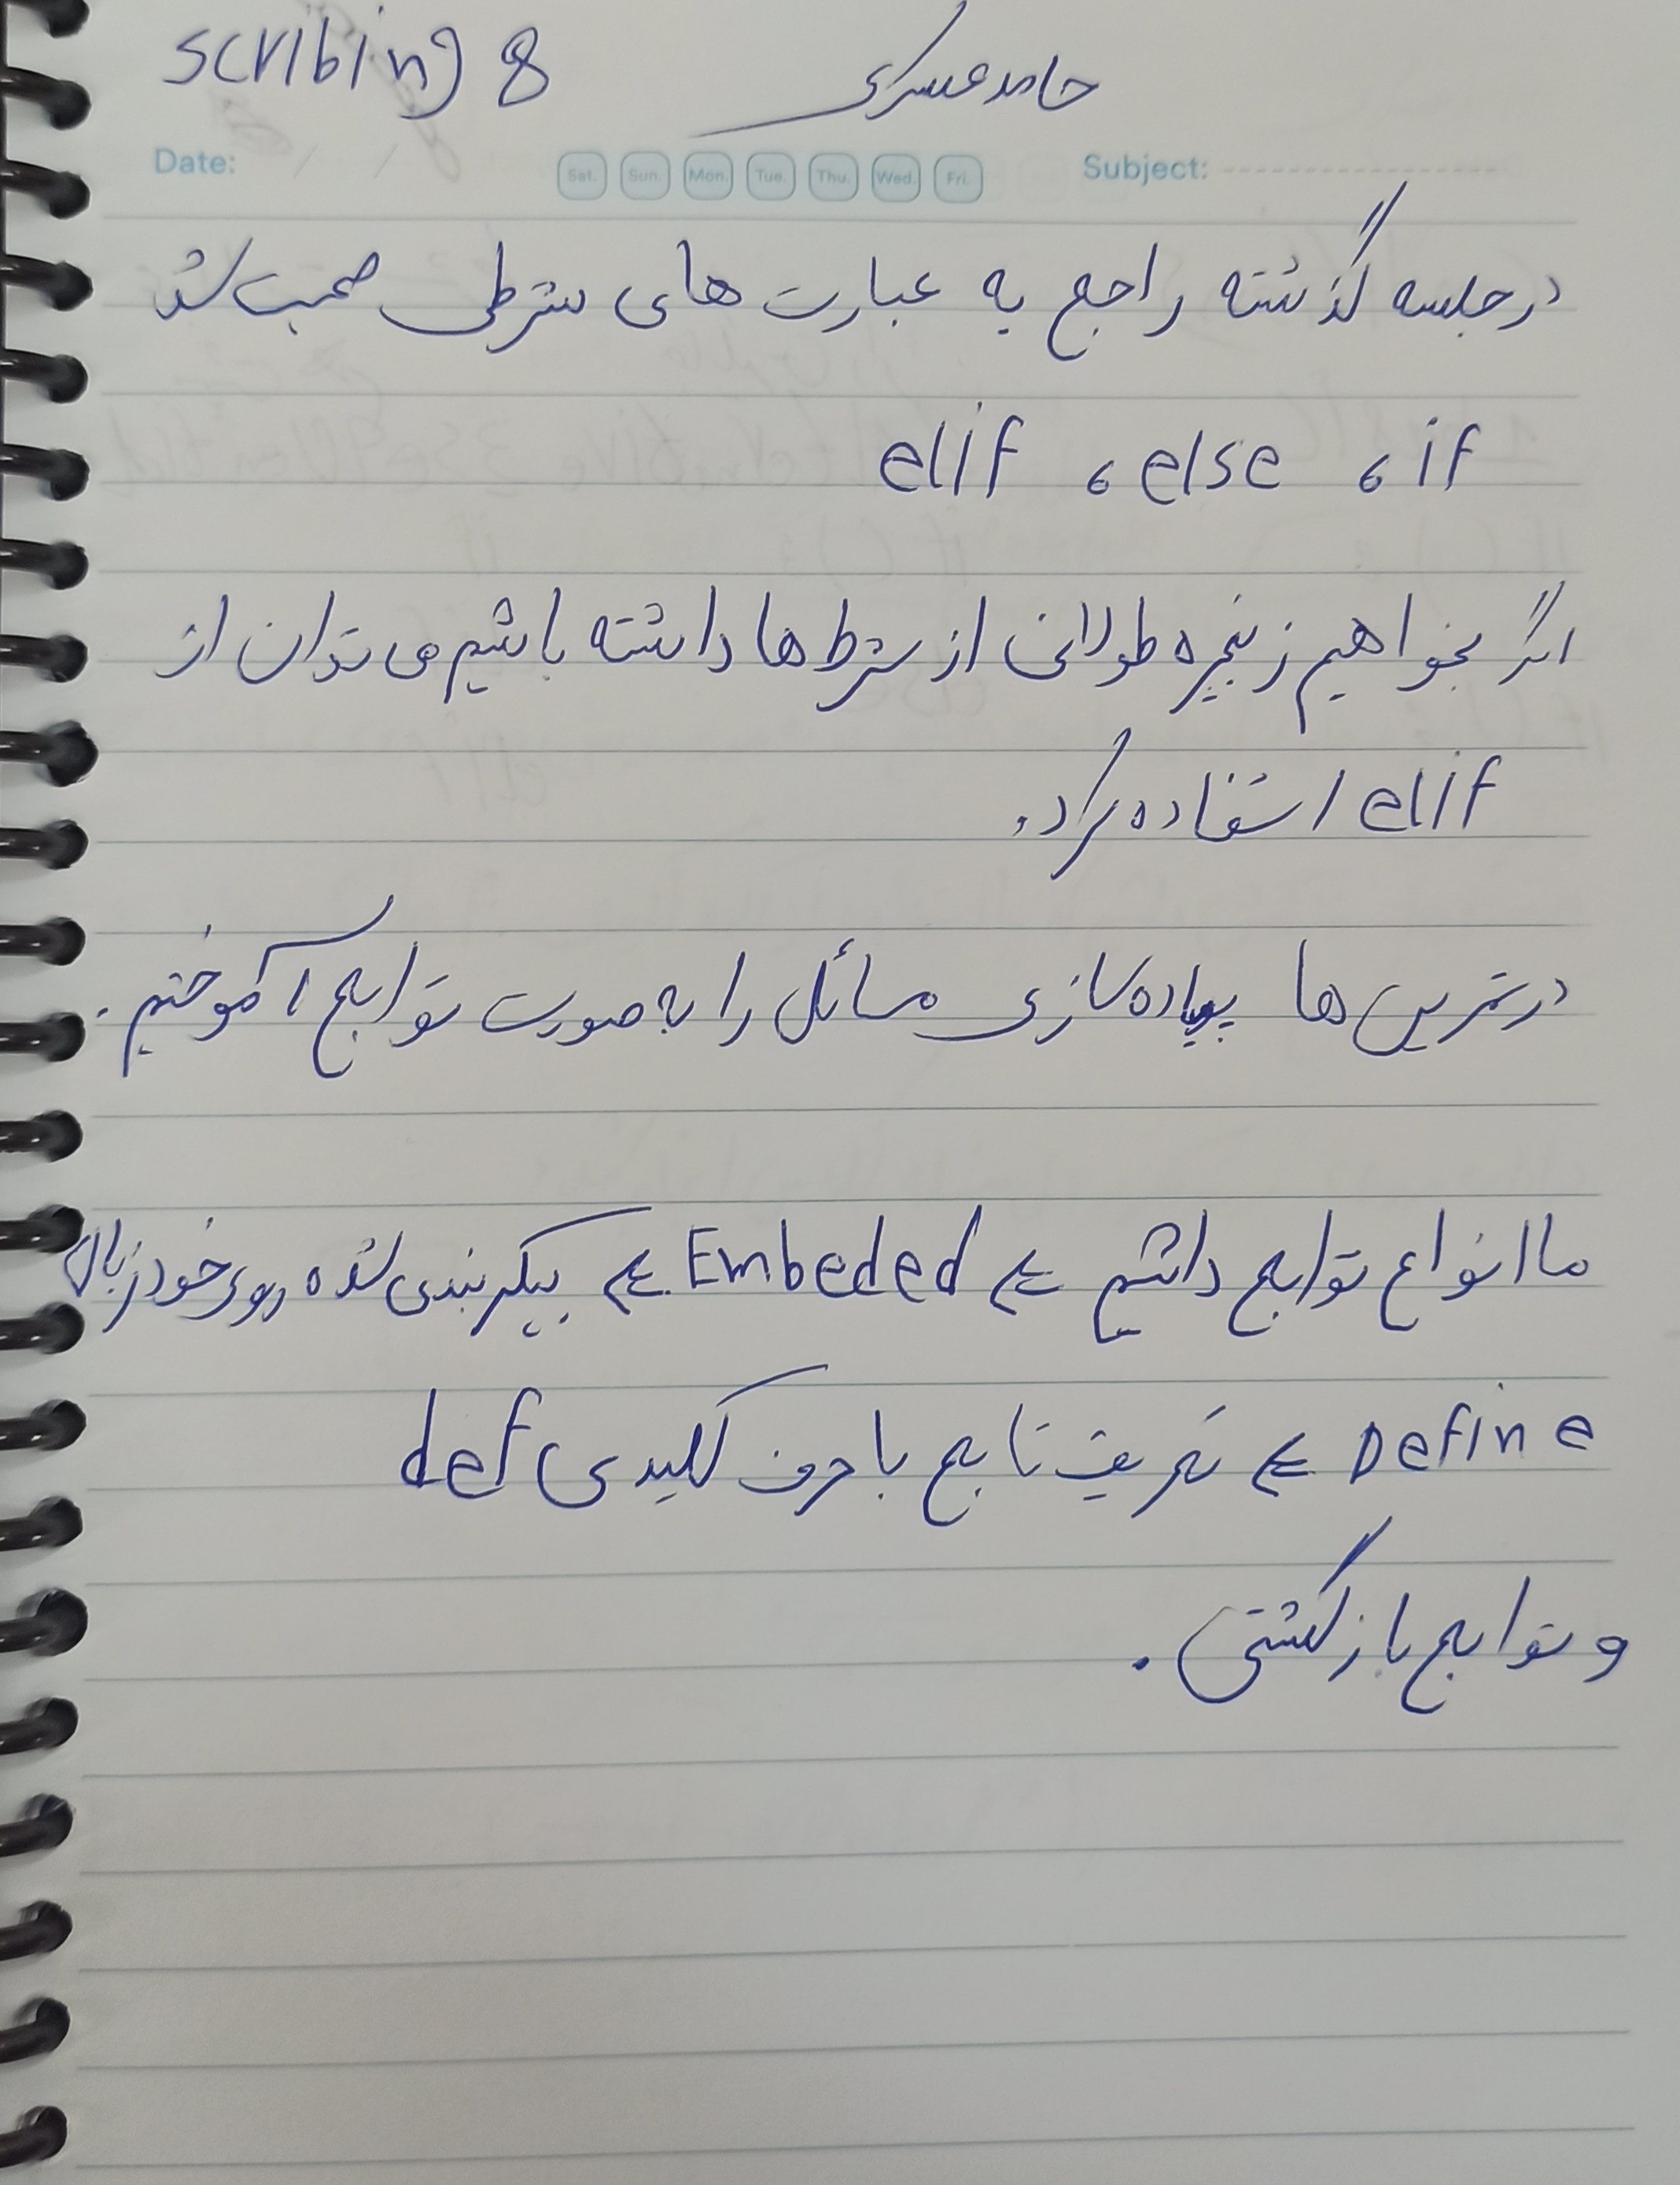 scribing 8 حامد عسکری
Date: / / Sat. Sun. Mon. Tue. Thu. Wed. Fri. Subject:
در جلسه گذشته راجع به عبارت های شرطی صحبت شد
if ، else ، elif
اگر بخواهیم زنجیره طولانی از شرط ها داشته باشیم می توان از
elif استفاده کرد.
در تمرین ها پیاده سازی مسائل را به صورت توابع آموختیم.
ما انواع توابع داشتیم ⇐ Embeded ⇐ پیکربندی شده روی خود زبان
Define ⇐ تعریف تابع با حرف کلیدی def
و توابع بازگشتی.